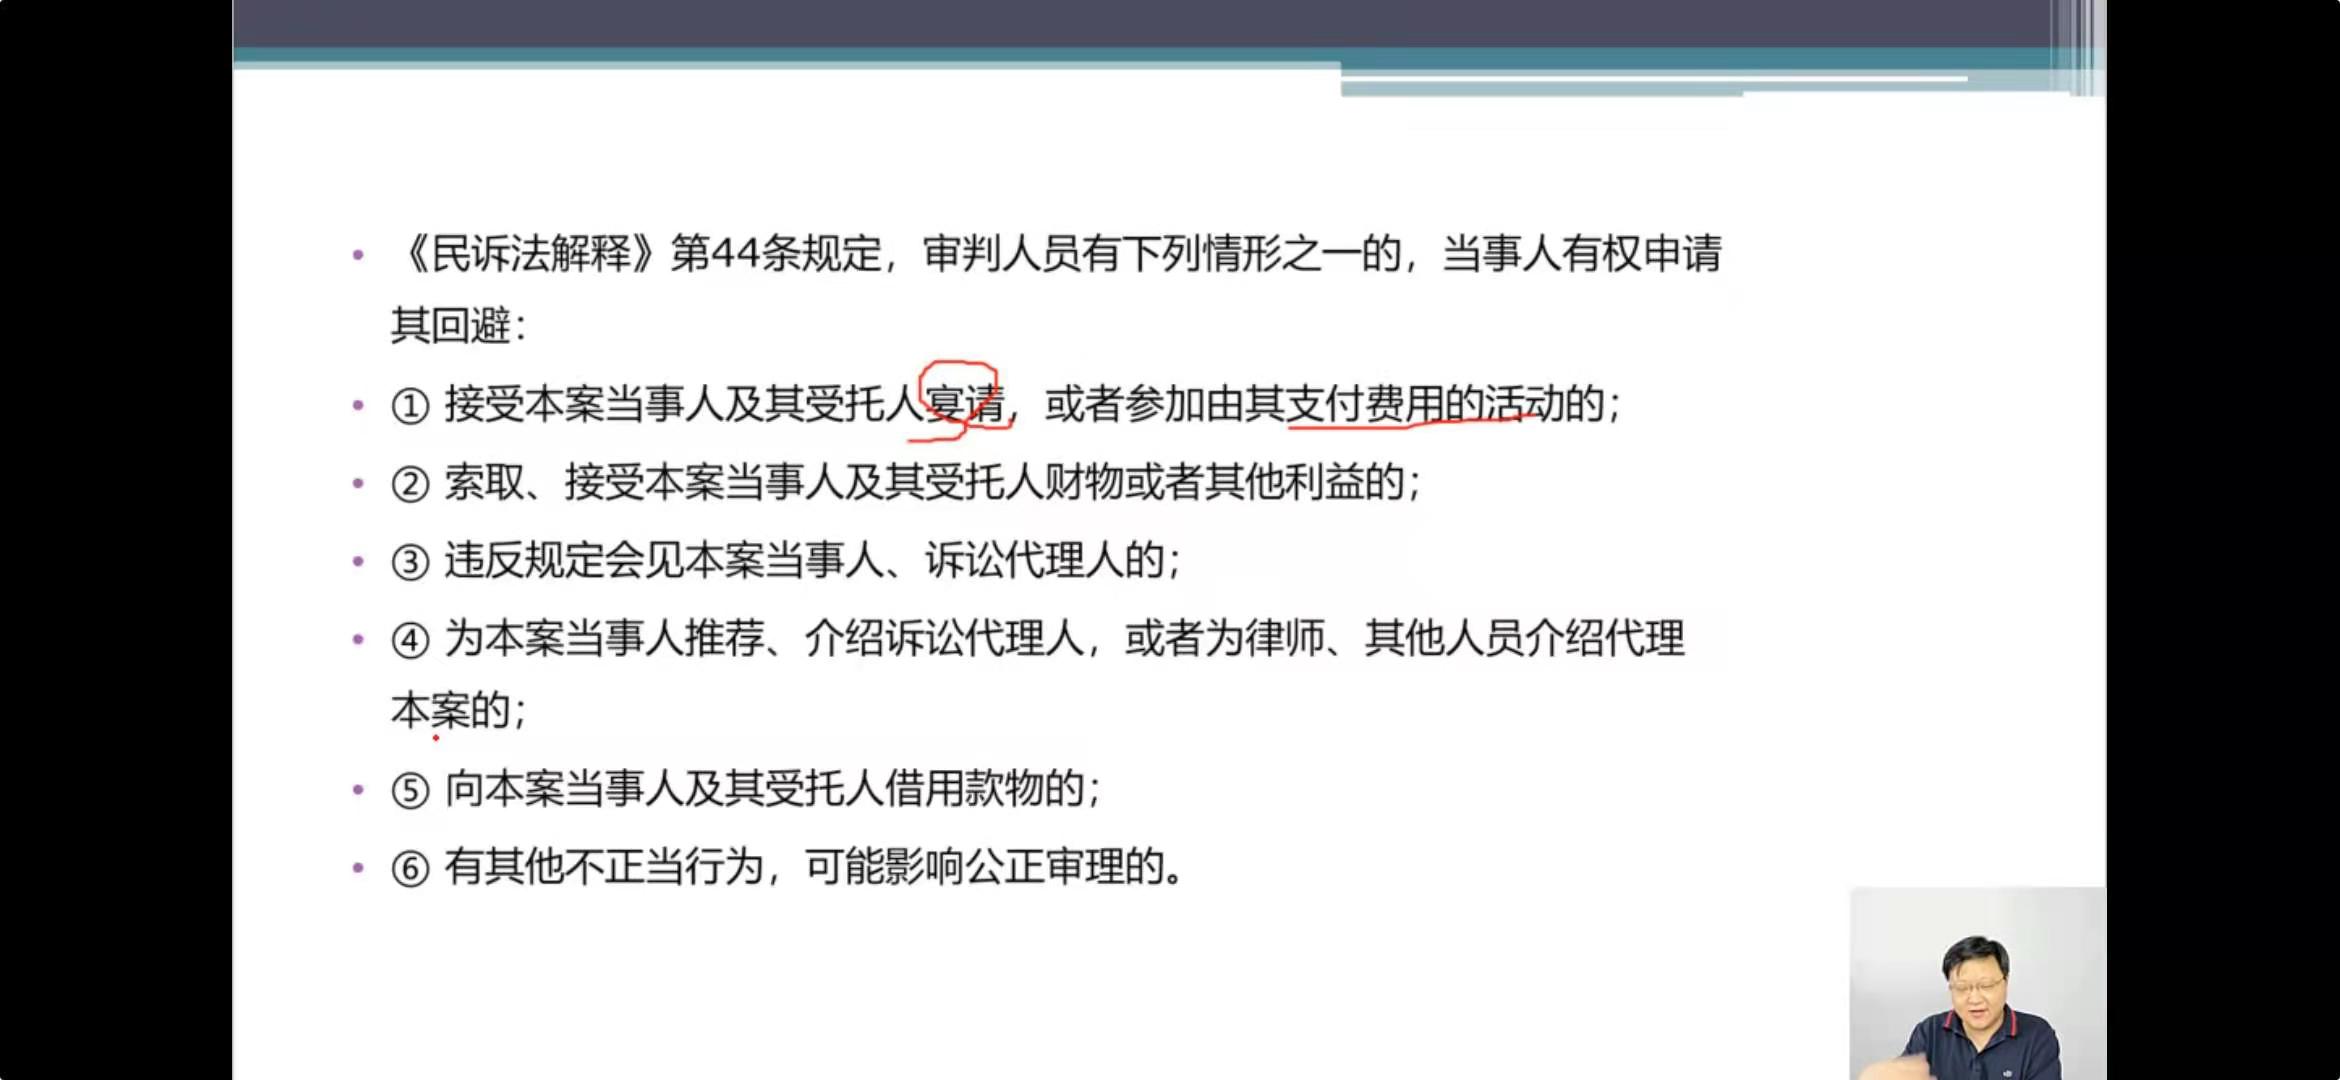 • 《民诉法解释》第44条规定，审判人员有下列情形之一的，当事人有权申请
其回避：
• ① 接受本案当事人及其受托人宴请，或者参加由其支付费用的活动的；
• ② 索取、接受本案当事人及其受托人财物或者其他利益的；
• ③ 违反规定会见本案当事人、诉讼代理人的；
• ④ 为本案当事人推荐、介绍诉讼代理人，或者为律师、其他人员介绍代理
本案的；
• ⑤ 向本案当事人及其受托人借用款物的；
• ⑥ 有其他不正当行为，可能影响公正审理的。